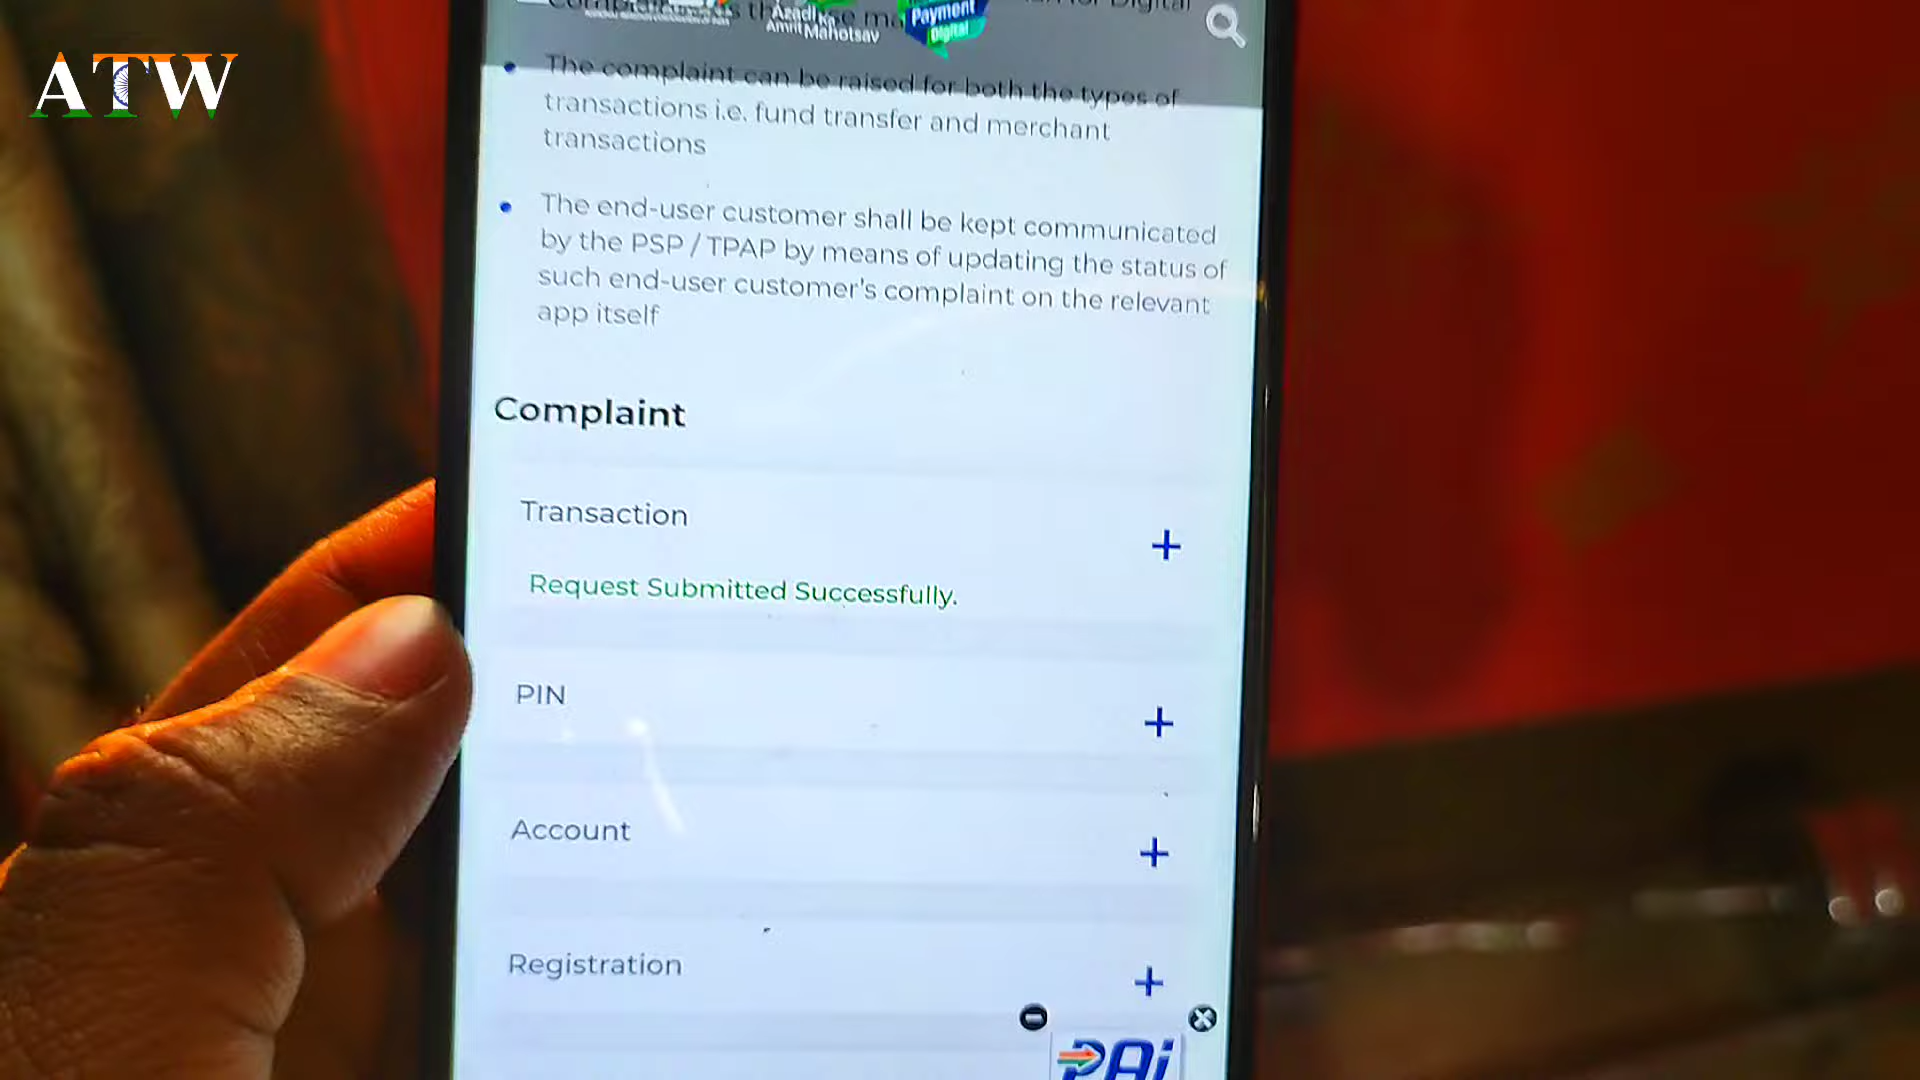 ATW
Azadi Ka
Amrit Mahotsav
Payment
Digital
The complaint can be raised for both the types of
transactions i.e. fund transfer and merchant
transactions
The end-user customer shall be kept communicated
by the PSP / TPAP by means of updating the status of
such end-user customer's complaint on the relevant
app itself
Complaint
Transaction
Request Submitted Successfully.
PIN
Account
Registration
PAi